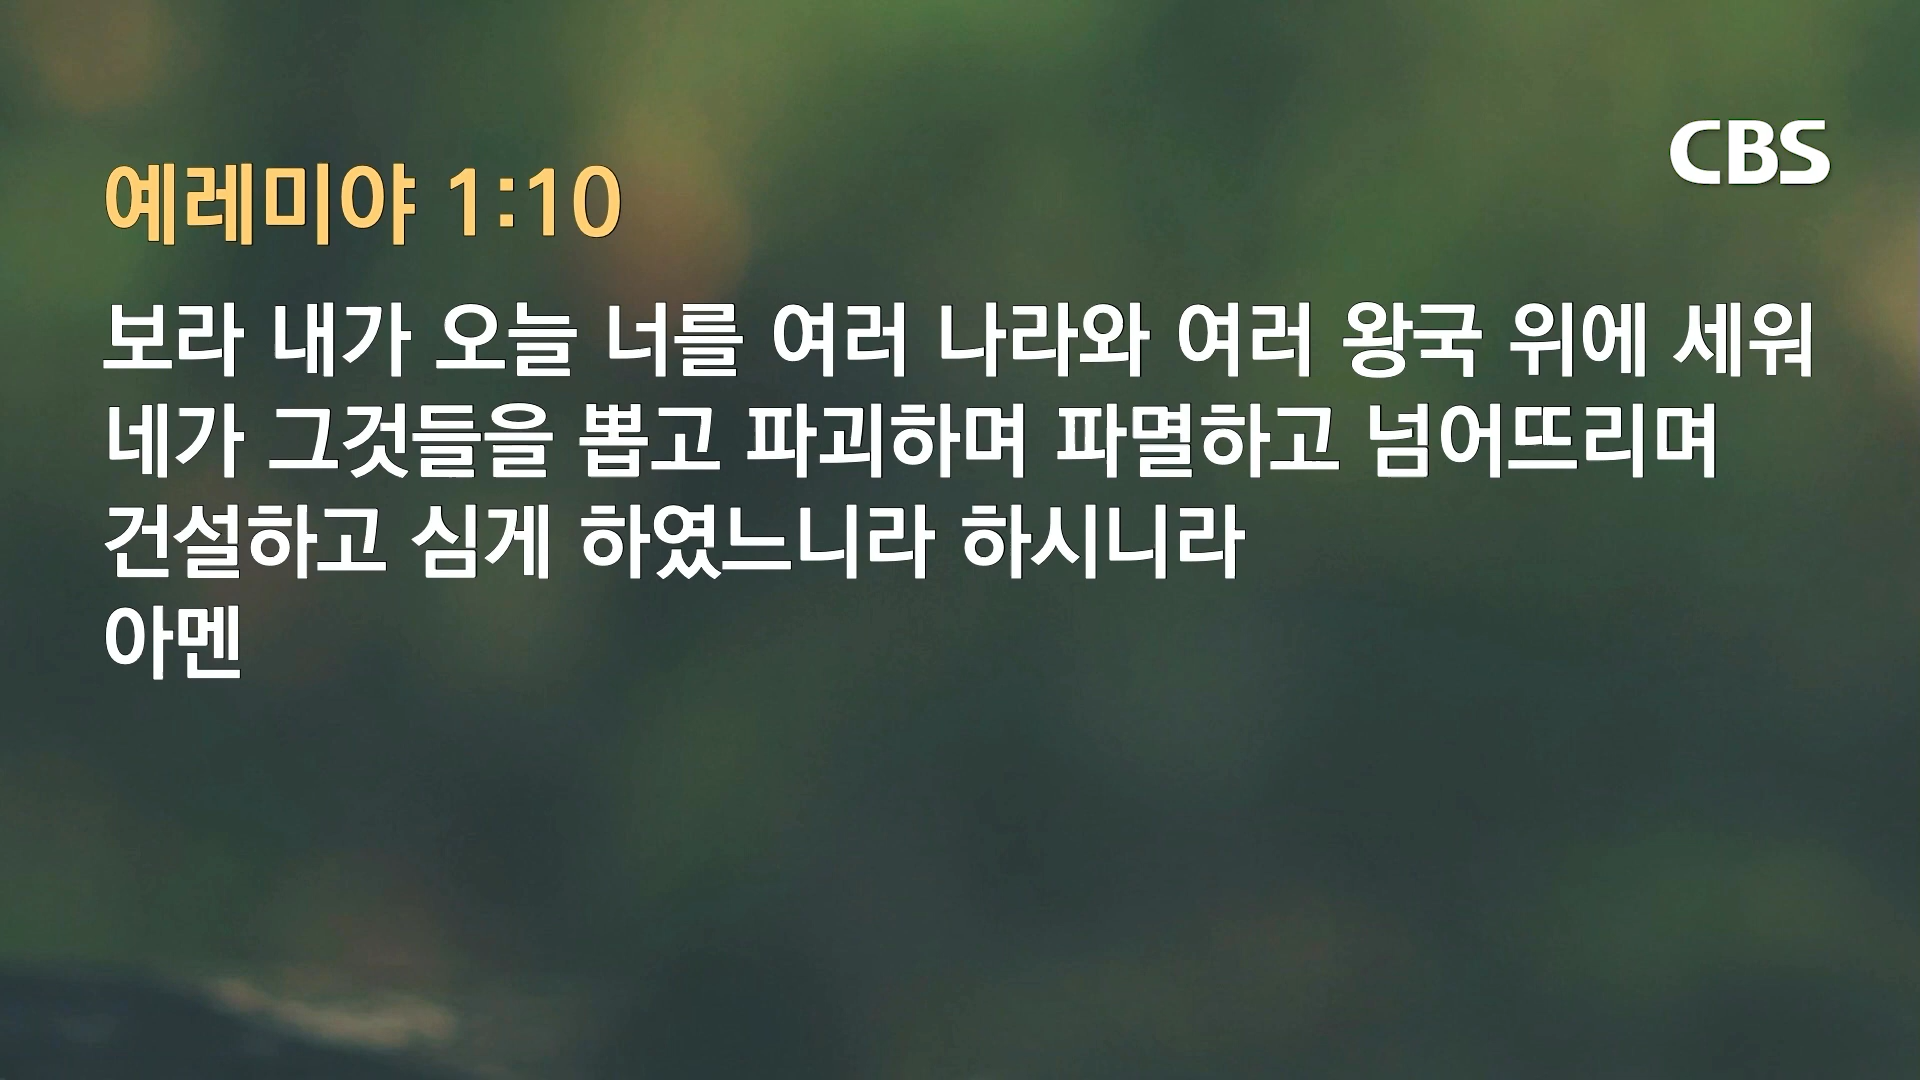 CBS
예레미야 1:10
보라 내가 오늘 너를 여러 나라와 여러 왕국 위에 세워
네가 그것들을 뽑고 파괴하며 파멸하고 넘어뜨리며
건설하고 심게 하였느니라 하시니라
아멘